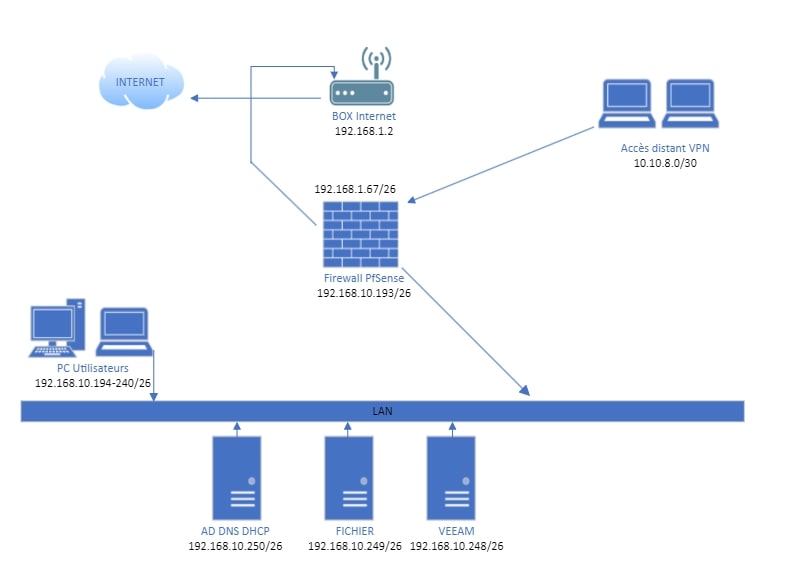 INTERNET
BOX Internet
192.168.1.2
Accès distant VPN
10.10.8.0/30
192.168.1.67/26
Firewall PfSense
192.168.10.193/26
PC Utilisateurs
192.168.10.194-240/26
LAN
AD DNS DHCP
192.168.10.250/26
FICHIER
192.168.10.249/26
VEEAM
192.168.10.248/26